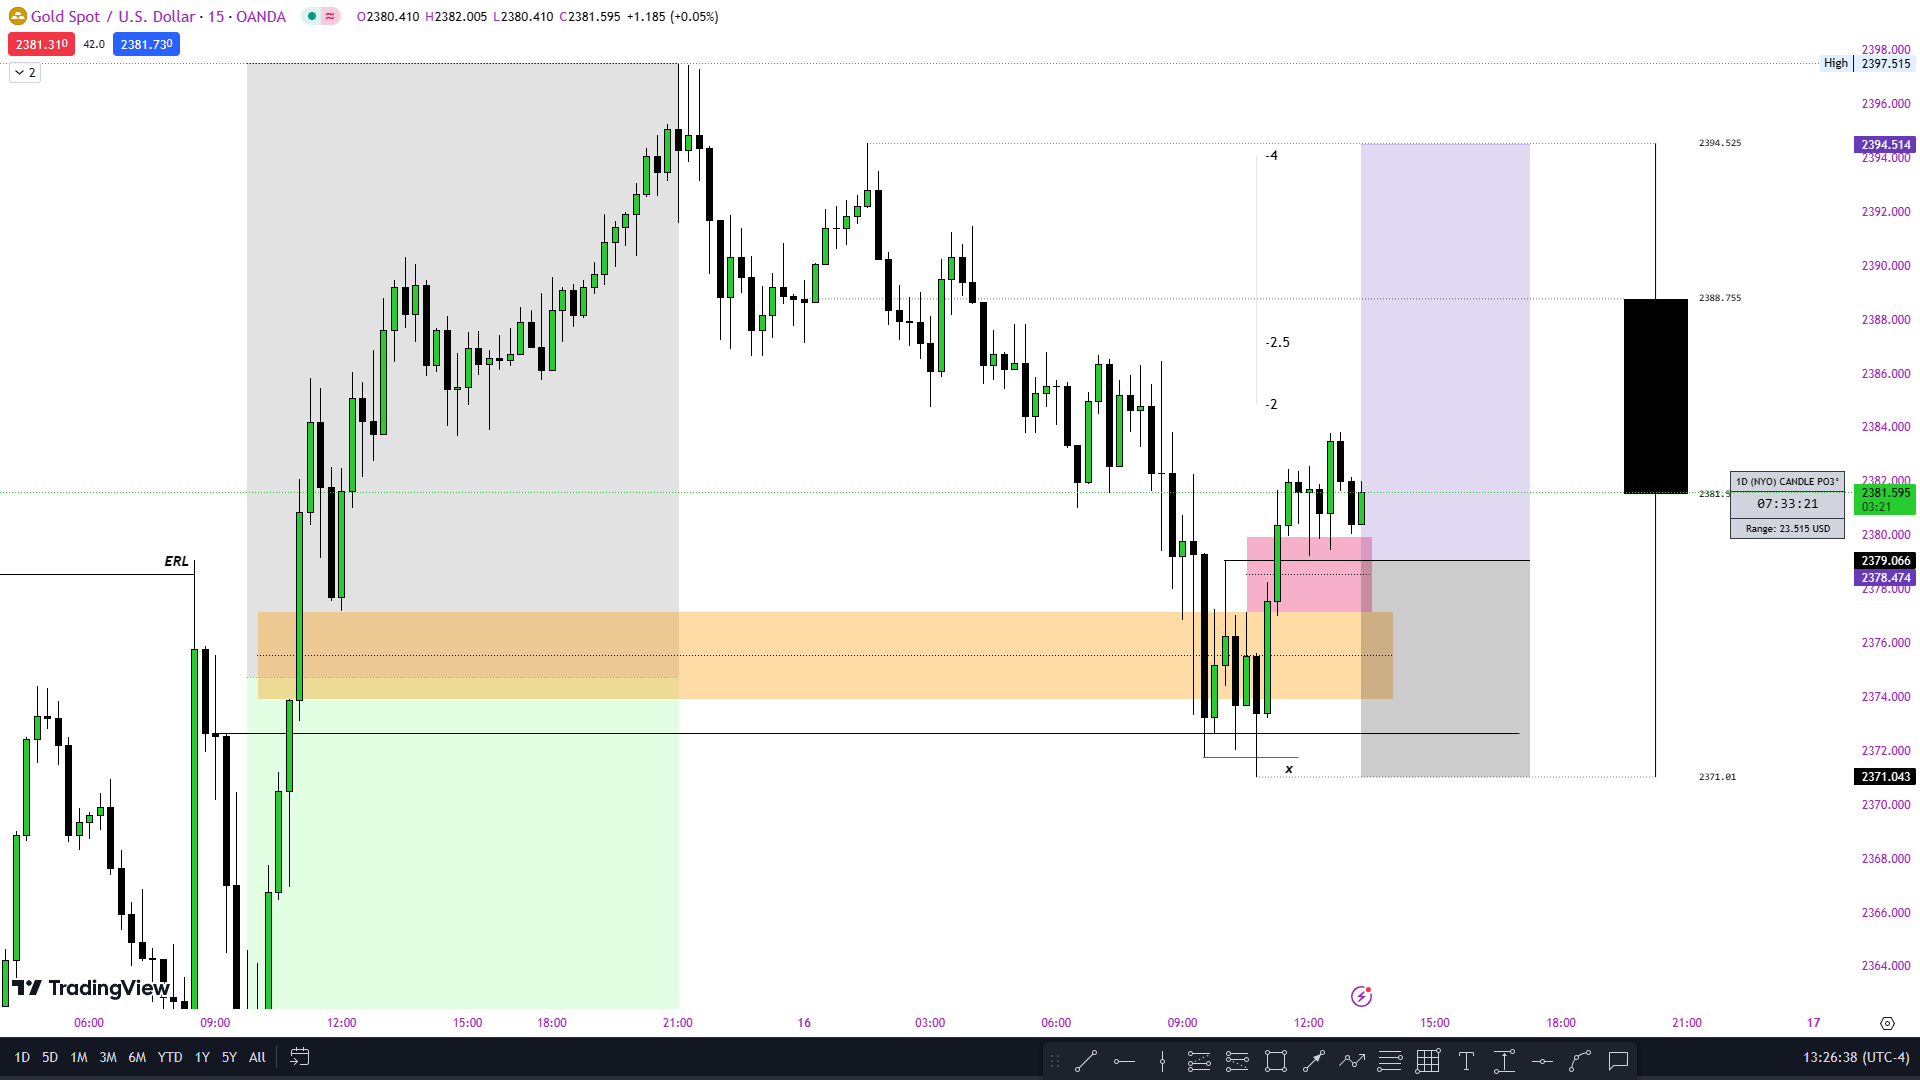 Gold Spot / U.S. Dollar · 15 · OANDA
O2380.410 H2382.005 L2380.410 C2381.595 +1.185 (+0.05%)
2381.310 42.0 2381.730
2
2398.000
High 2397.515
2396.000
2394.525
2394.514
2394.000
-4
2392.000
2390.000
2388.755
2388.000
-2.5
2386.000
-2
2384.000
2382.000
1D (NYO) CANDLE PO3°
2381.5
2381.595
03:21
07:33:21
Range: 23.515 USD
2380.000
ERL
2379.066
2378.474
2378.000
2376.000
2374.000
2372.000
x
2371.01
2371.043
2370.000
2368.000
2366.000
2364.000
TradingView
06:00 09:00 12:00 15:00 18:00 21:00 16 03:00 06:00 09:00 12:00 15:00 18:00 21:00 17
1D 5D 1M 3M 6M YTD 1Y 5Y All
13:26:38 (UTC-4)